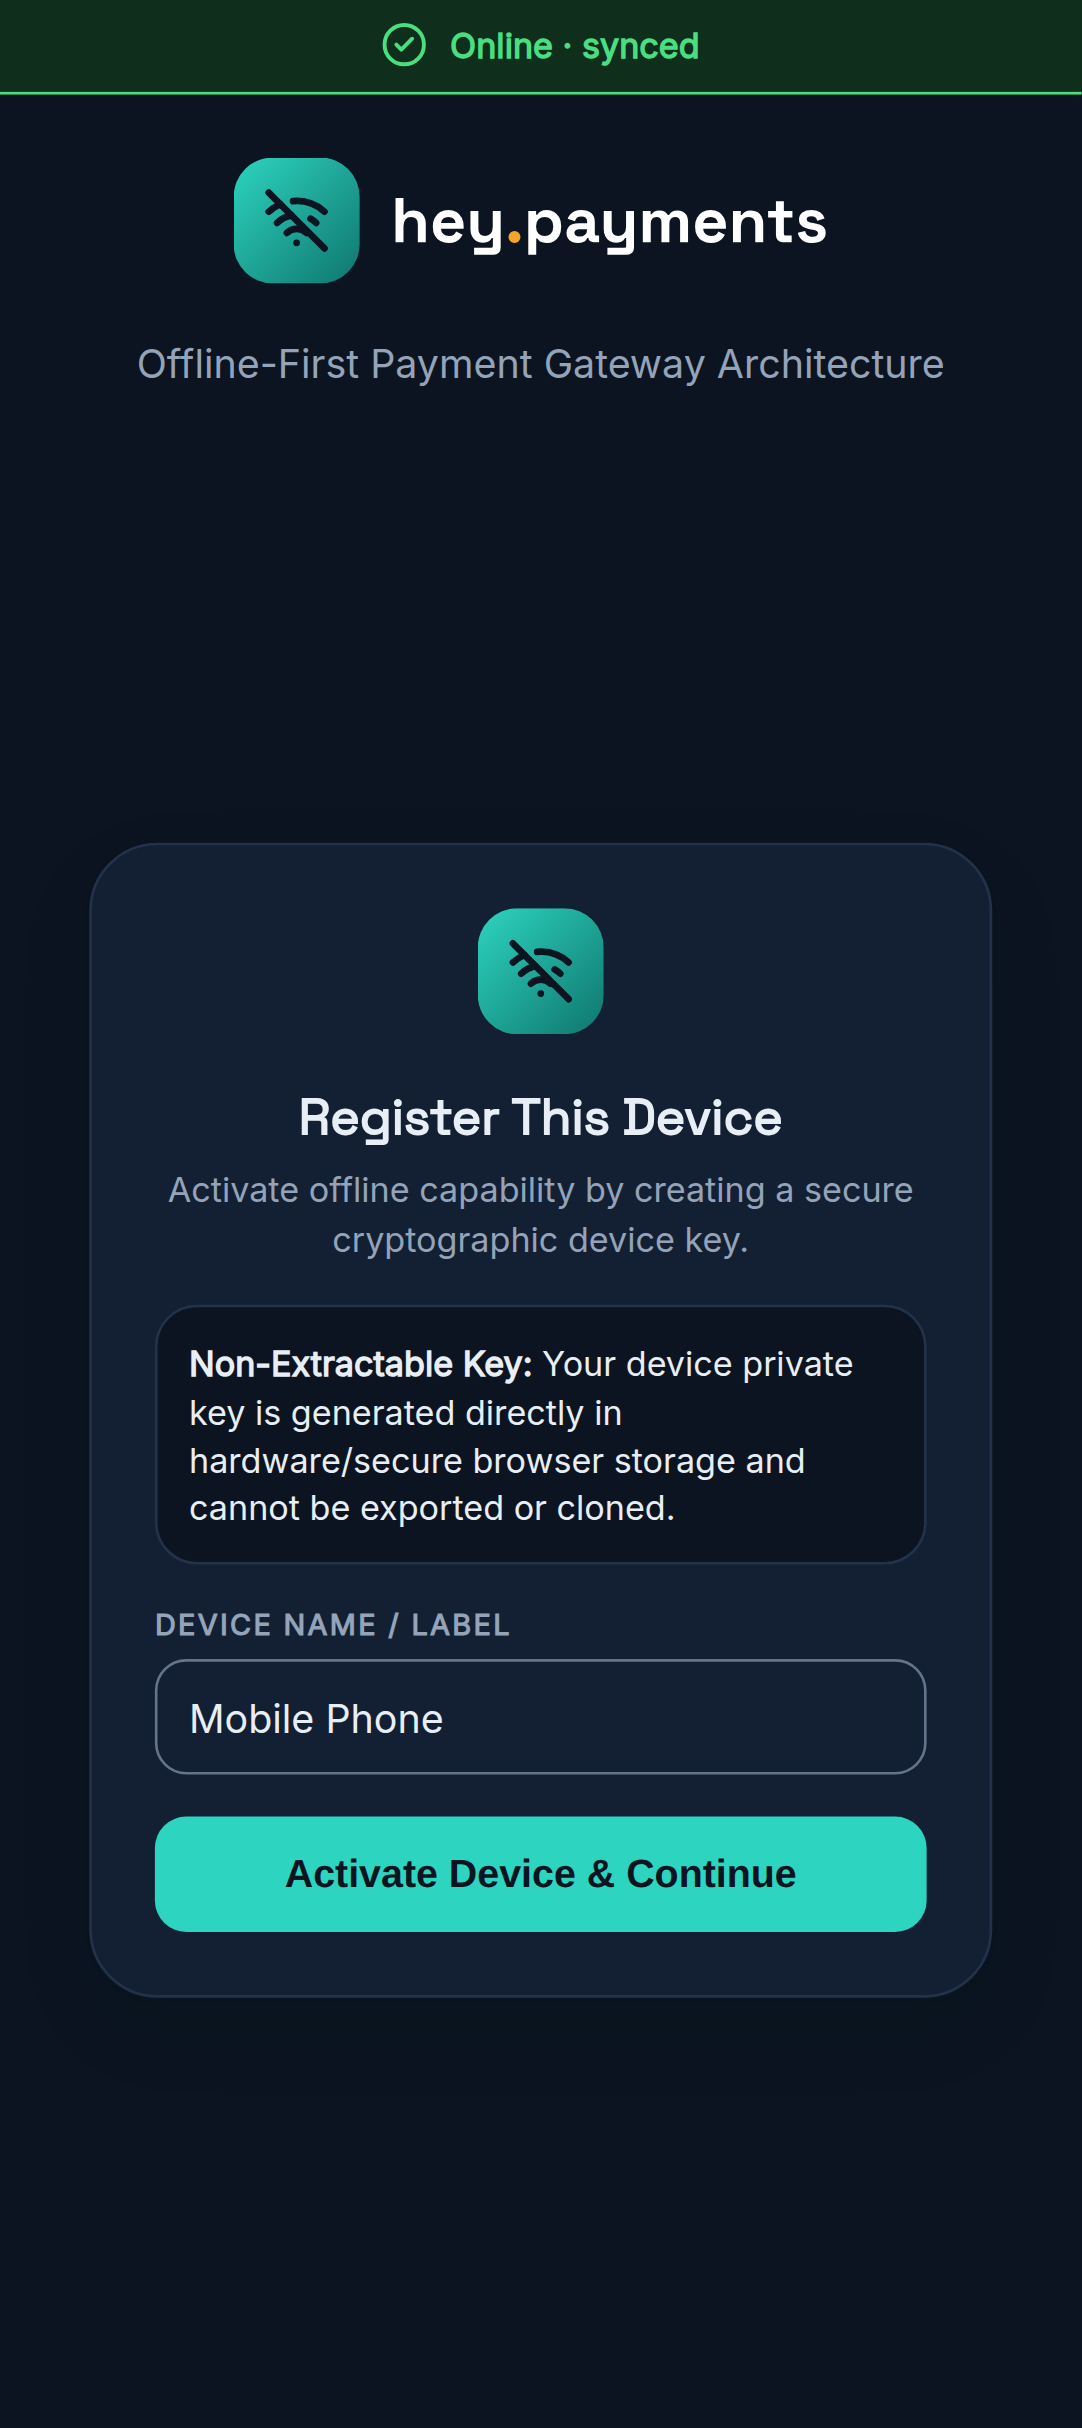 Online · synced
hey.payments
Offline-First Payment Gateway Architecture
Register This Device
Activate offline capability by creating a secure
cryptographic device key.
Non-Extractable Key: Your device private
key is generated directly in
hardware/secure browser storage and
cannot be exported or cloned.
DEVICE NAME / LABEL
Mobile Phone
Activate Device & Continue